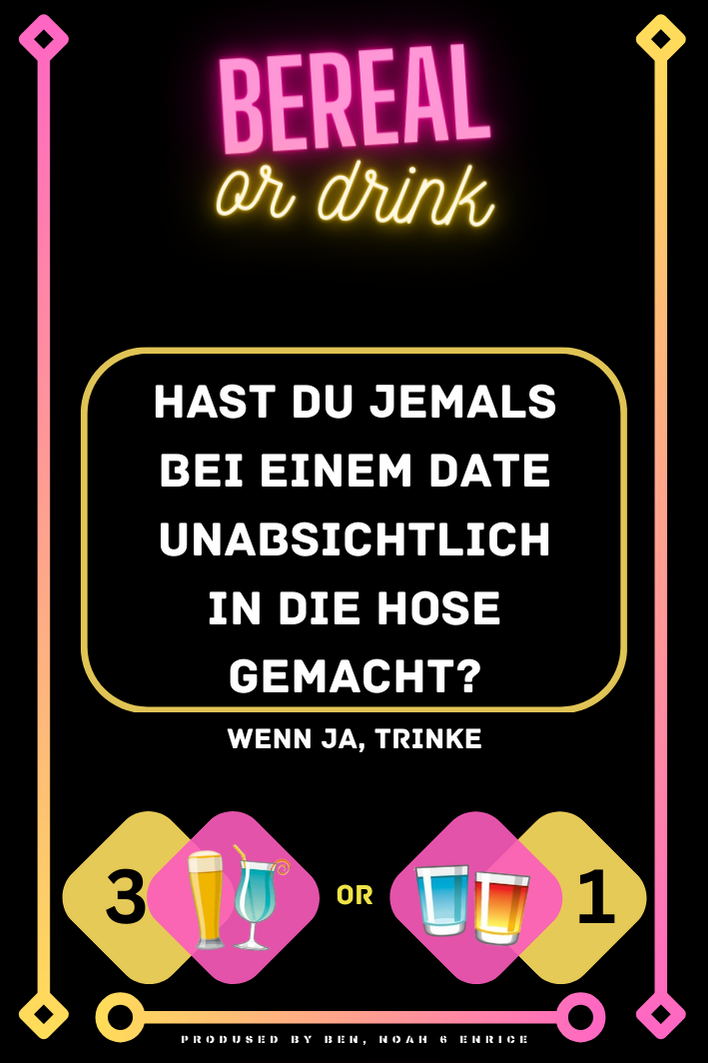 BEREAL
or drink
HAST DU JEMALS
BEI EINEM DATE
UNABSICHTLICH
IN DIE HOSE
GEMACHT?
WENN JA, TRINKE
3 OR 1
PRODUSED BY BEN, NOAH 6 ENRICE